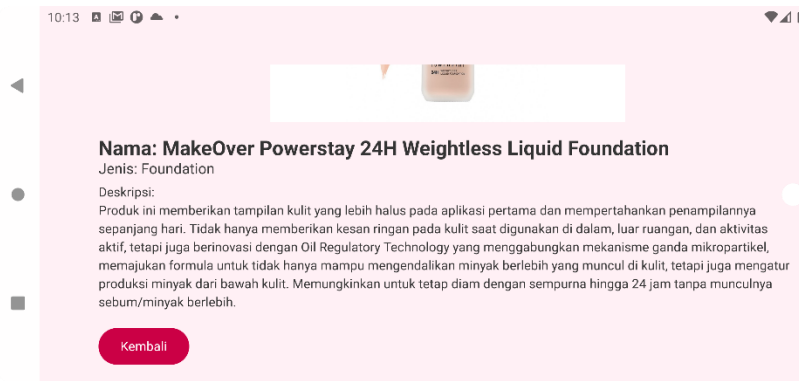 10:13
Nama: MakeOver Powerstay 24H Weightless Liquid Foundation
Jenis: Foundation
Deskripsi:
Produk ini memberikan tampilan kulit yang lebih halus pada aplikasi pertama dan mempertahankan penampilannya
sepanjang hari. Tidak hanya memberikan kesan ringan pada kulit saat digunakan di dalam, luar ruangan, dan aktivitas
aktif, tetapi juga berinovasi dengan Oil Regulatory Technology yang menggabungkan mekanisme ganda mikropartikel,
memajukan formula untuk tidak hanya mampu mengendalikan minyak berlebih yang muncul di kulit, tetapi juga mengatur
produksi minyak dari bawah kulit. Memungkinkan untuk tetap diam dengan sempurna hingga 24 jam tanpa munculnya
sebum/minyak berlebih.
Kembali